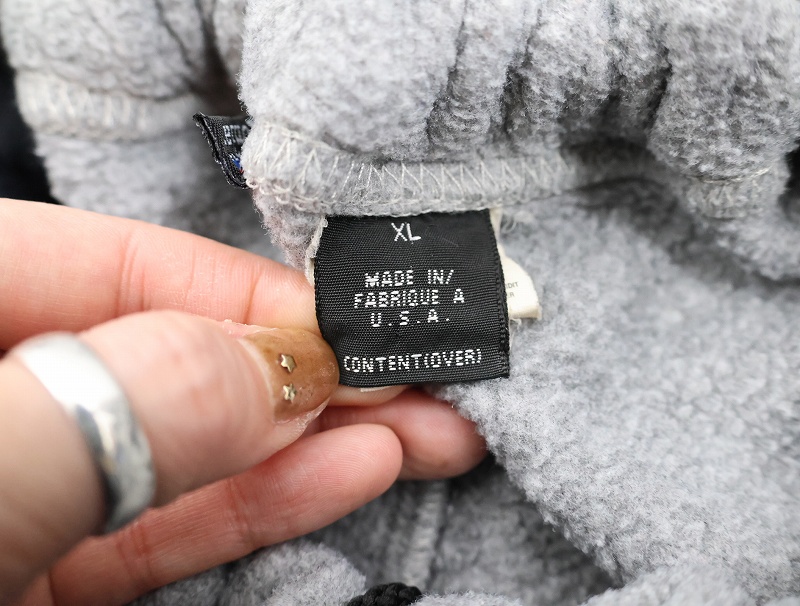 XL
MADE IN/
FABRIQUE A
U.S.A.
CONTENT(OVER)